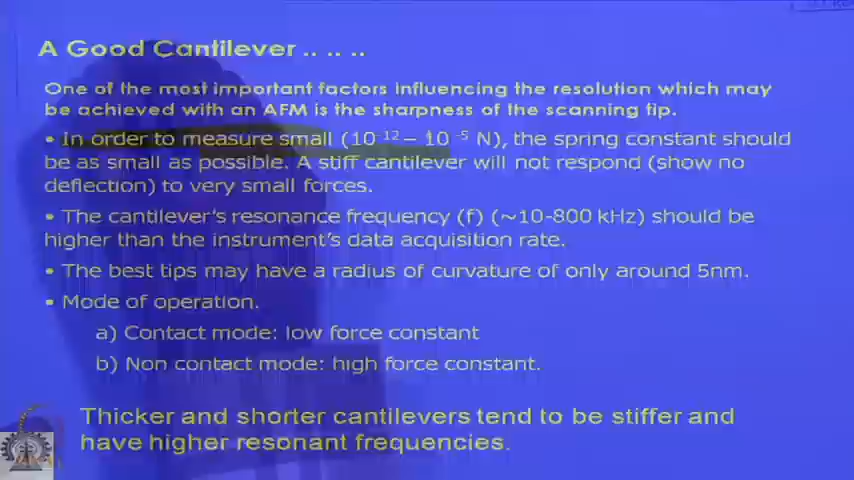 A Good Cantilever .. .. ..
One of the most important factors influencing the resolution which may
be achieved with an AFM is the sharpness of the scanning tip.
• In order to measure small (10⁻¹² – 10⁻⁵ N), the spring constant should
be as small as possible. A stiff cantilever will not respond (show no
deflection) to very small forces.
• The cantilever's resonance frequency (f) (~10-800 kHz) should be
higher than the instrument's data acquisition rate.
• The best tips may have a radius of curvature of only around 5nm.
• Mode of operation.
a) Contact mode: low force constant
b) Non contact mode: high force constant.
Thicker and shorter cantilevers tend to be stiffer and
have higher resonant frequencies.